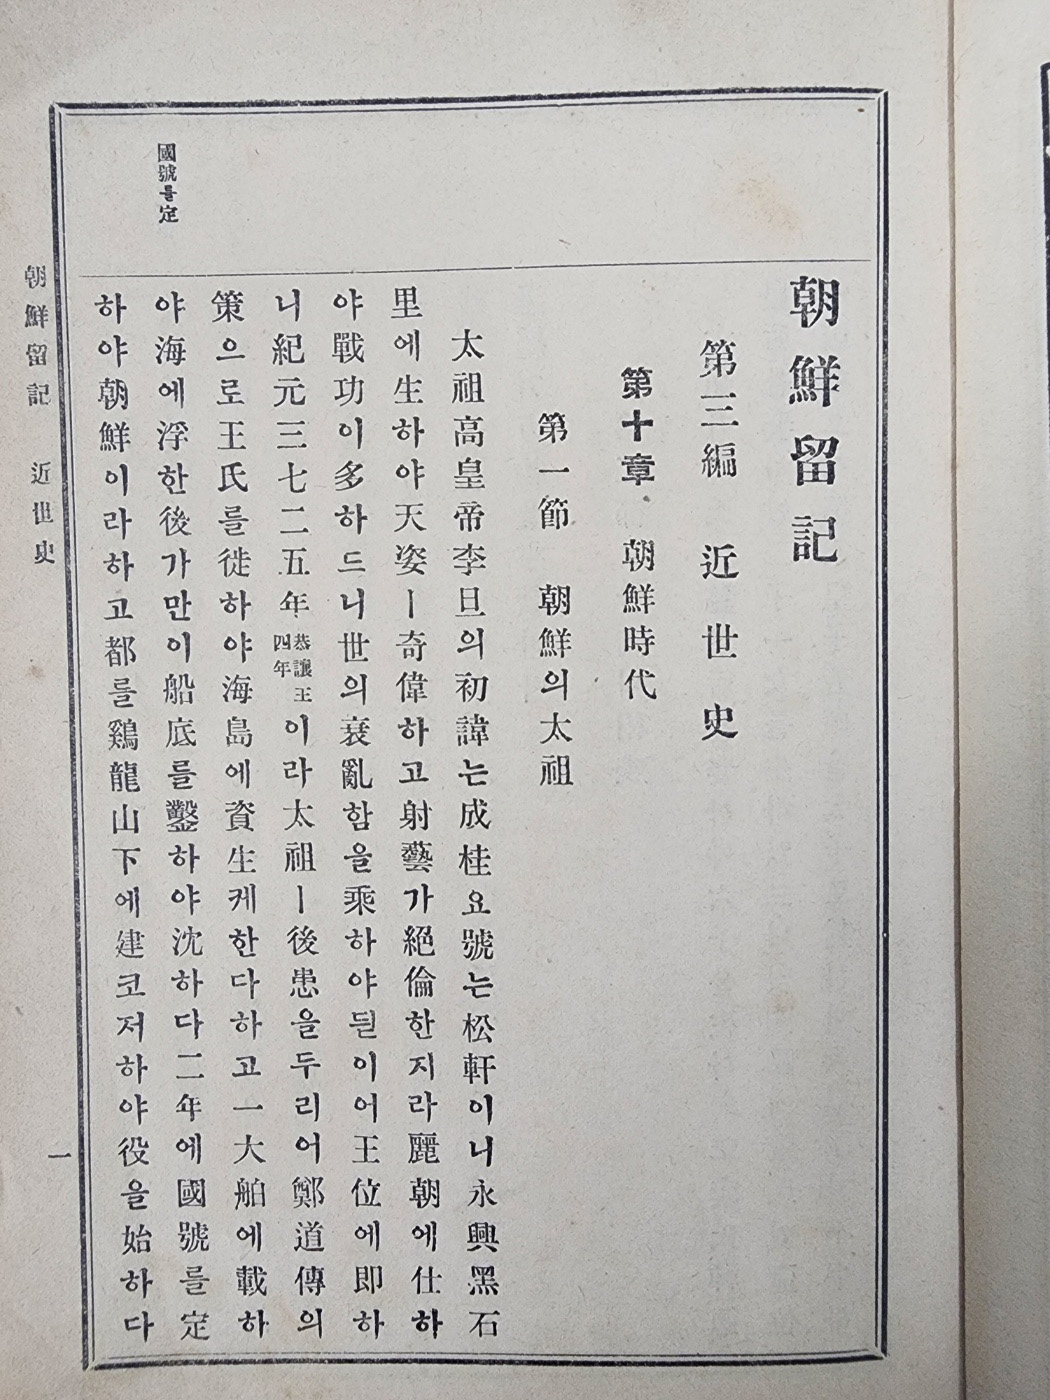 朝鮮留記
第三編 近世史
第十章 朝鮮時代
第一節 朝鮮의太祖
太祖高皇帝李旦의初諱는成桂요號는松軒이니永興黑石
里에生하야天姿ㅣ奇偉하고射藝가絕倫한지라麗朝에仕하
야戰功이多하드니世의衰亂함을乘하야듿이어王位에即하
니紀元三七二五年恭讓王四年이라太祖ㅣ後患을두리어鄭道傳의
策으로王氏를徙하야海島에資生케한다하고一大舶에載하
야海에浮한後가만이船底를鑿하야沈하다二年에國號를定
하야朝鮮이라하고都를鷄龍山下에建코저하야役을始하다
國號를定
朝鮮留記 近世史
一